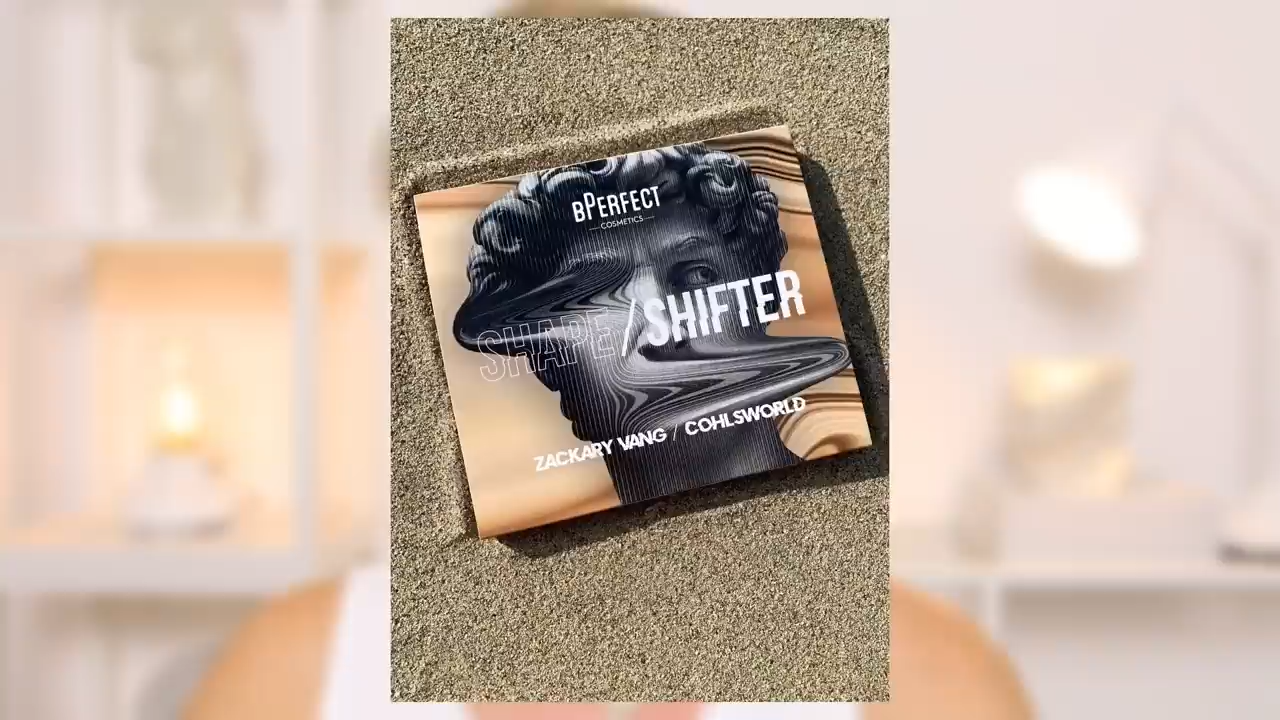 BPERFECT
COSMETICS
SHAPE/SHIFTER
ZACKARY VANG / COHLSWORLD